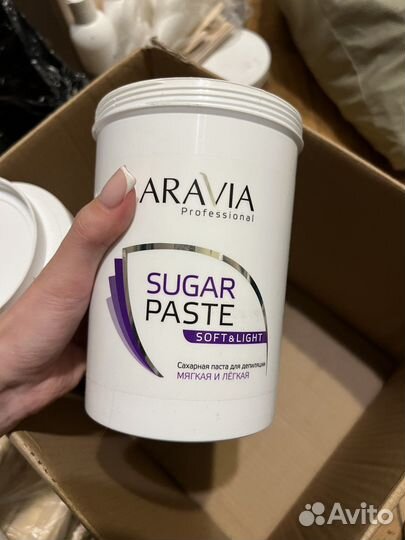 ARAVIA
Professional
SUGAR
PASTE
SOFT&LIGHT
Сахарная паста для депиляции
МЯГКАЯ И ЛЁГКАЯ
Avito